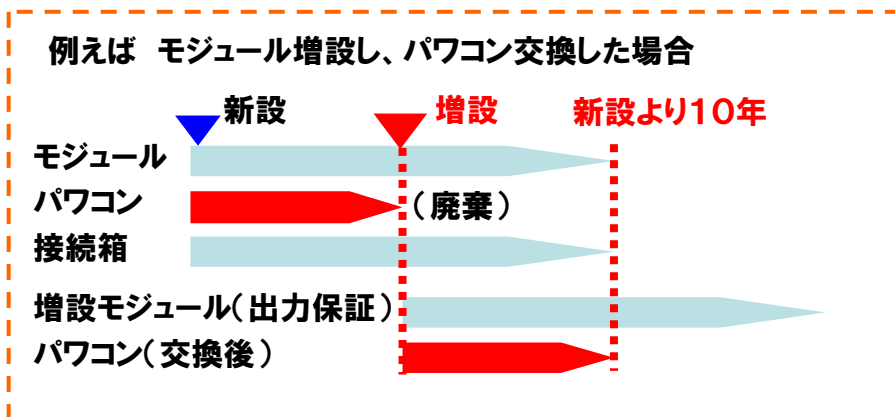 例えば モジュール増設し、パワコン交換した場合
新設 増設 新設より10年
モジュール
パワコン (廃棄)
接続箱
増設モジュール(出力保証)
パワコン(交換後)